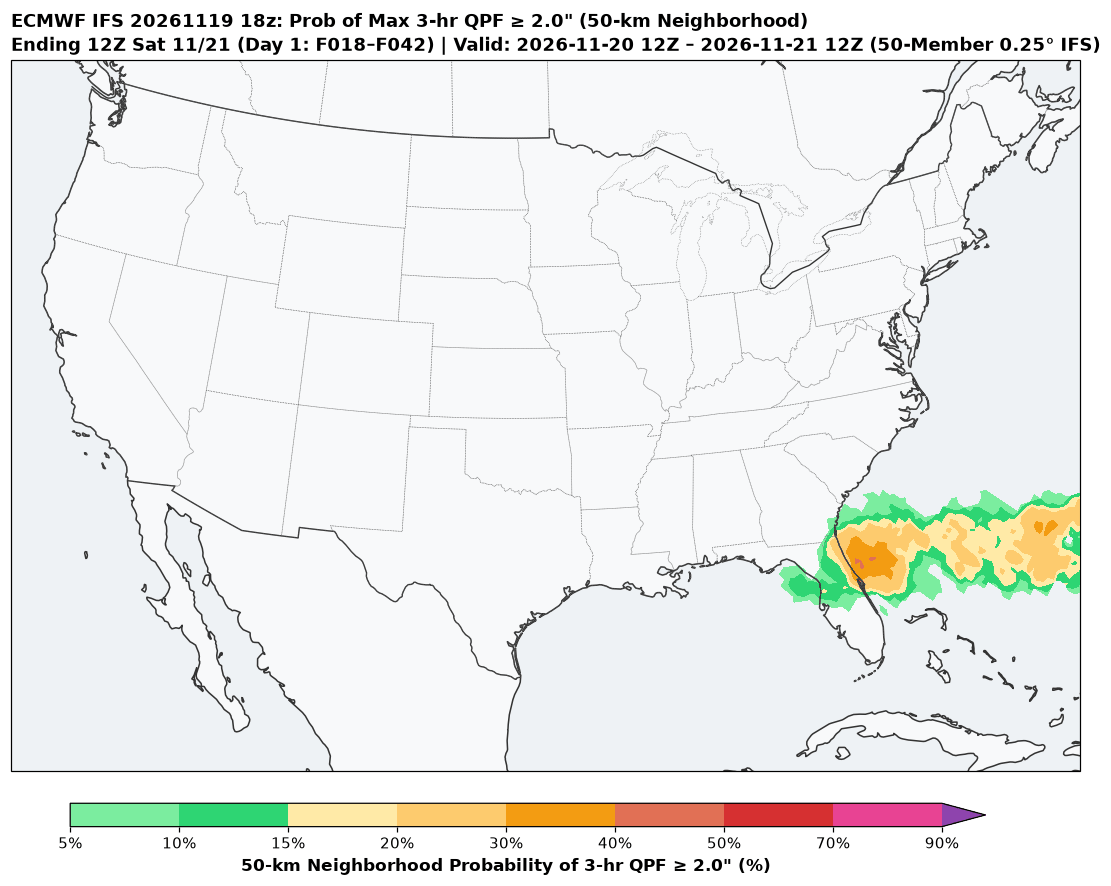 ECMWF IFS 20261119 18z: Prob of Max 3-hr QPF ≥ 2.0" (50-km Neighborhood)
Ending 12Z Sat 11/21 (Day 1: F018–F042) | Valid: 2026-11-20 12Z – 2026-11-21 12Z (50-Member 0.25° IFS)
5% 10% 15% 20% 30% 40% 50% 70% 90%
50-km Neighborhood Probability of 3-hr QPF ≥ 2.0" (%)